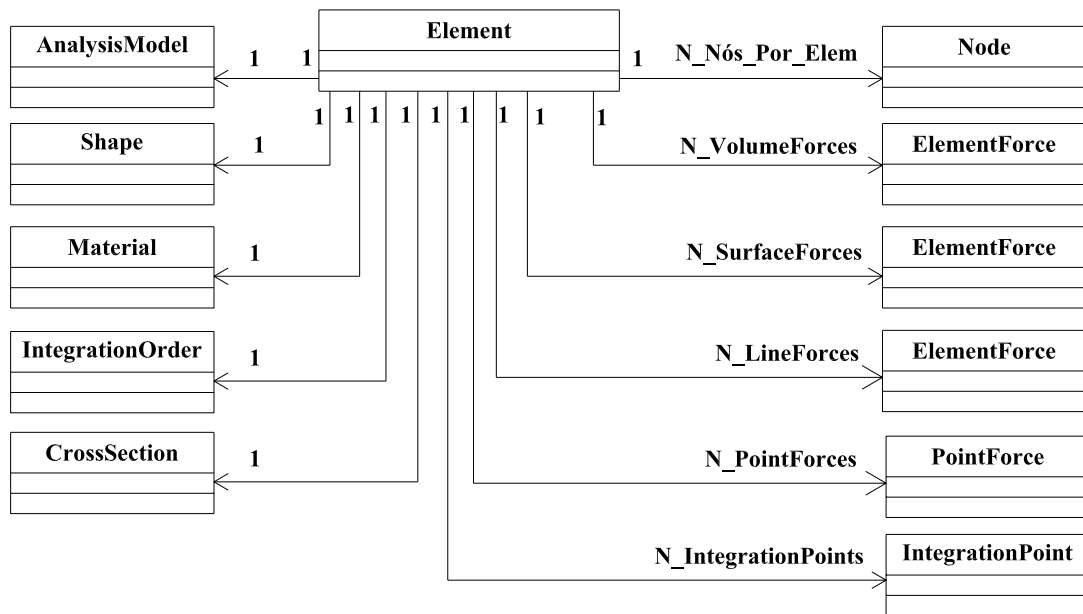 Element
AnalysisModel
1
1
1
N_Nós_Por_Elem
Node
1
1
1
1
1
1
1
1
1
Shape
1
N_VolumeForces
ElementForce
Material
1
N_SurfaceForces
ElementForce
IntegrationOrder
1
N_LineForces
ElementForce
CrossSection
1
N_PointForces
PointForce
N_IntegrationPoints
IntegrationPoint